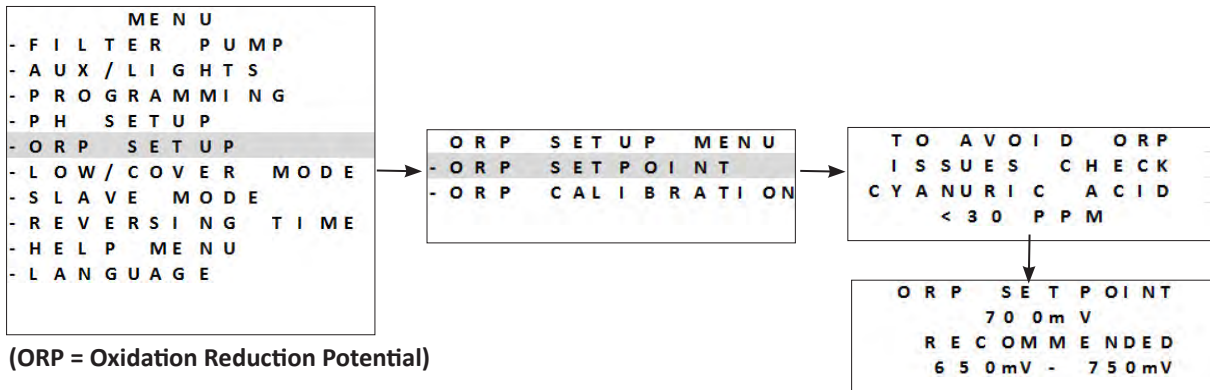 MENU
- FILTER PUMP
- AUX/LIGHTS
- PROGRAMMING
- PH SETUP
- ORP SETUP
- LOW/COVER MODE
- SLAVE MODE
- REVERSING TIME
- HELP MENU
- LANGUAGE
(ORP = Oxidation Reduction Potential)
ORP SETUP MENU
- ORP SETPOINT
- ORP CALIBRATION
TO AVOID ORP
ISSUES CHECK
CYANURIC ACID
<30 PPM
ORP SETPOINT
700mV
RECOMMENDED
650mV - 750mV